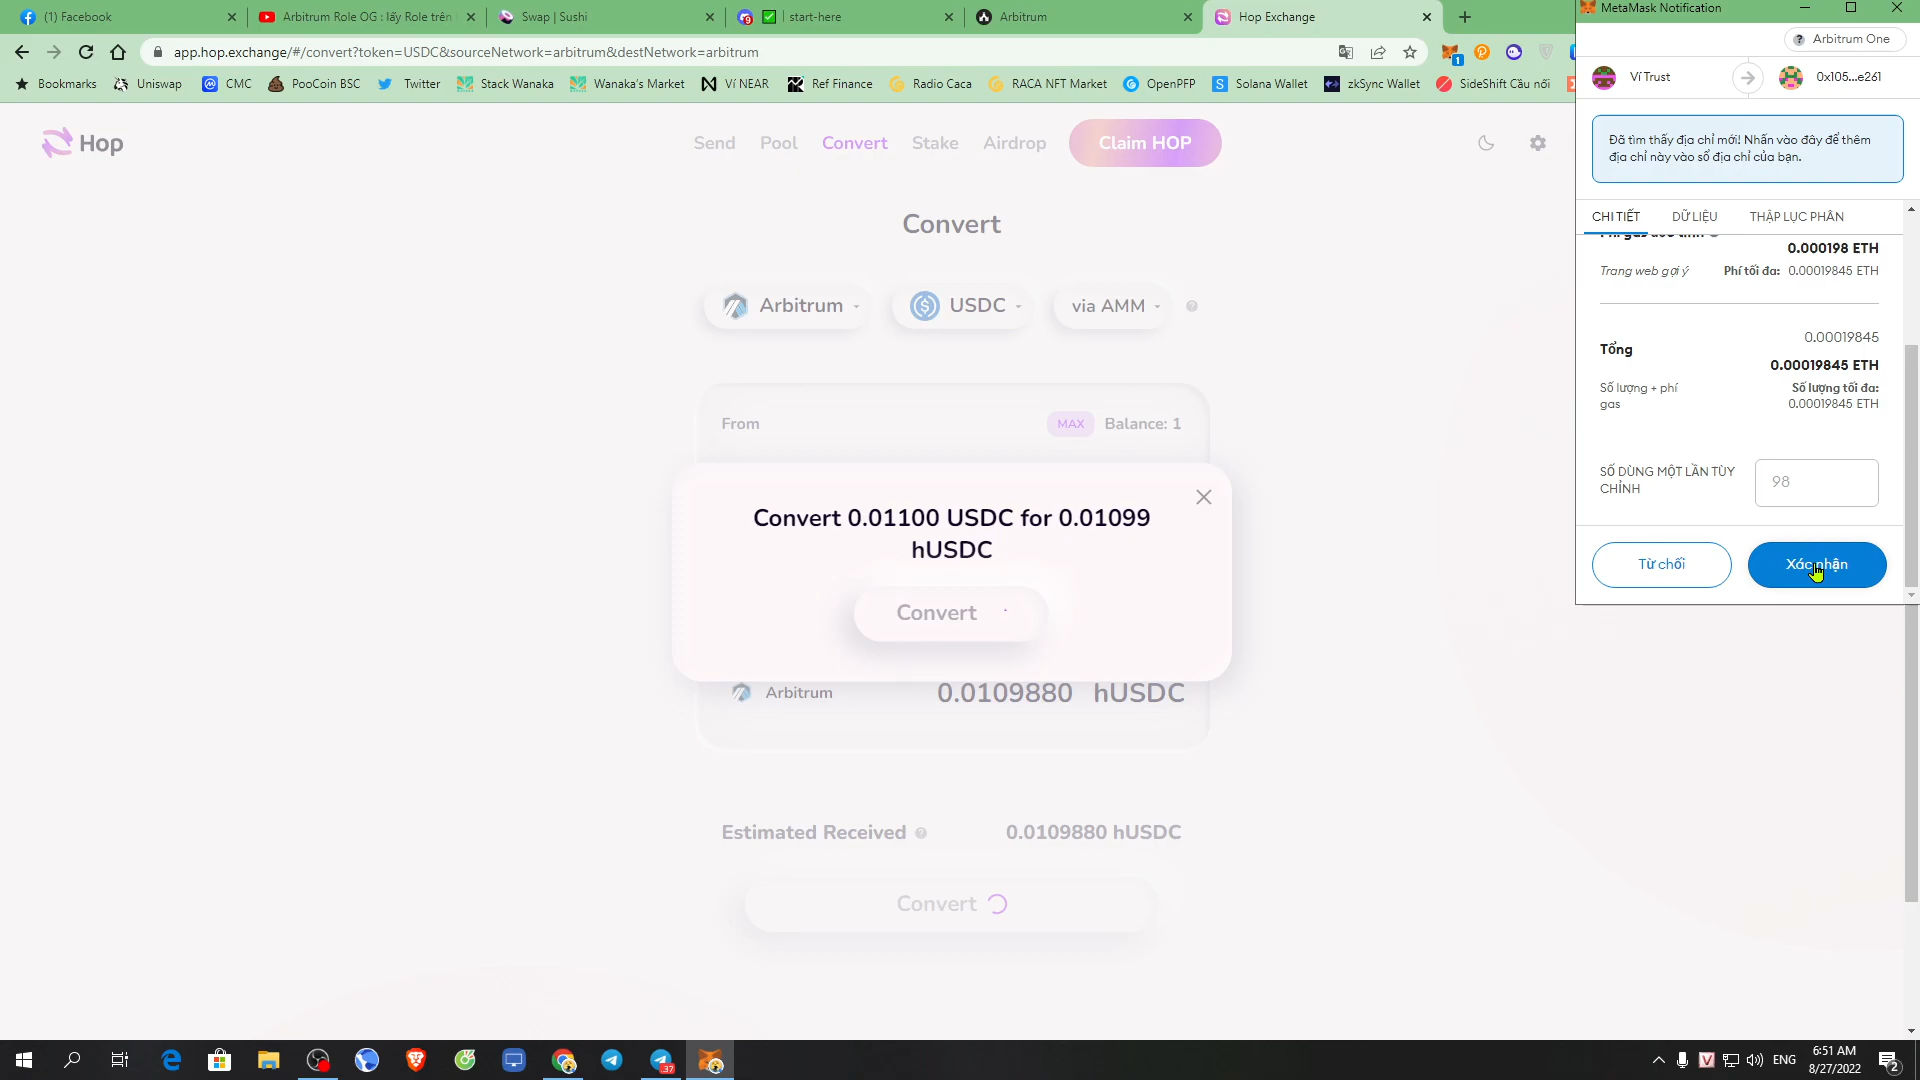 (1) Facebook
Arbitrum Role OG : lấy Role trên
Swap | Sushi
start-here
Arbitrum
Hop Exchange
MetaMask Notification
app.hop.exchange/#/convert?token=USDC&sourceNetwork=arbitrum&destNetwork=arbitrum
Bookmarks
Uniswap
CMC
PooCoin BSC
Twitter
Stack Wanaka
Wanaka's Market
Ví NEAR
Ref Finance
Radio Caca
RACA NFT Market
OpenPFP
Solana Wallet
zkSync Wallet
SideShift Cầu nối
Hop
Send
Pool
Convert
Stake
Airdrop
Claim HOP
Convert
Arbitrum
USDC
via AMM
From
MAX
Balance: 1
Convert 0.01100 USDC for 0.01099
hUSDC
Convert
Arbitrum
0.0109880
hUSDC
Estimated Received
0.0109880 hUSDC
Convert
Arbitrum One
Ví Trust
0x105...e261
Đã tìm thấy địa chỉ mới! Nhấn vào đây để thêm
địa chỉ này vào sổ địa chỉ của bạn.
CHI TIẾT
DỮ LIỆU
THẬP LỤC PHÂN
0.000198 ETH
Trang web gợi ý
Phí tối đa: 0.00019845 ETH
0.00019845
Tổng
0.00019845 ETH
Số lượng + phí
gas
Số lượng tối đa:
0.00019845 ETH
SỐ DÙNG MỘT LẦN TÙY
CHỈNH
98
Từ chối
Xác nhận
37
ENG
6:51 AM
8/27/2022
2